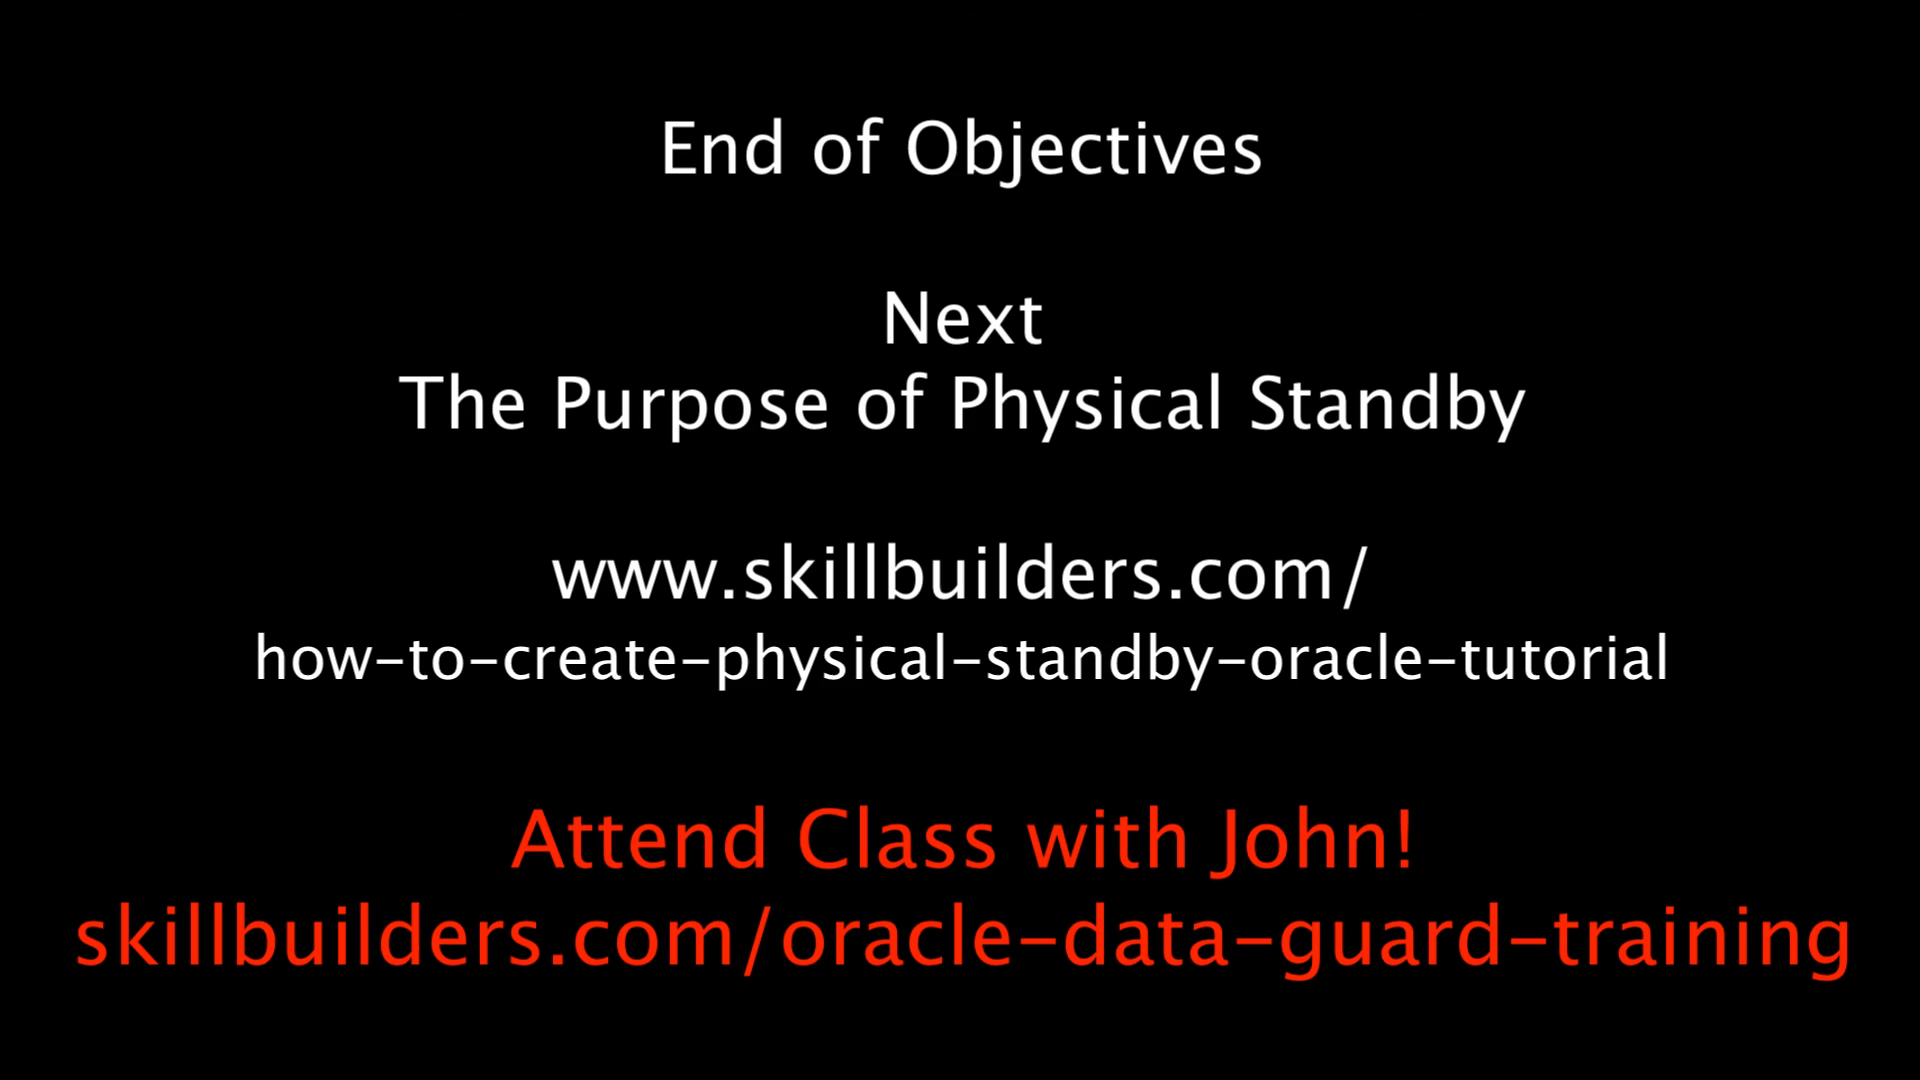 End of Objectives
Next
The Purpose of Physical Standby
www.skillbuilders.com/
how-to-create-physical-standby-oracle-tutorial
Attend Class with John!
skillbuilders.com/oracle-data-guard-training